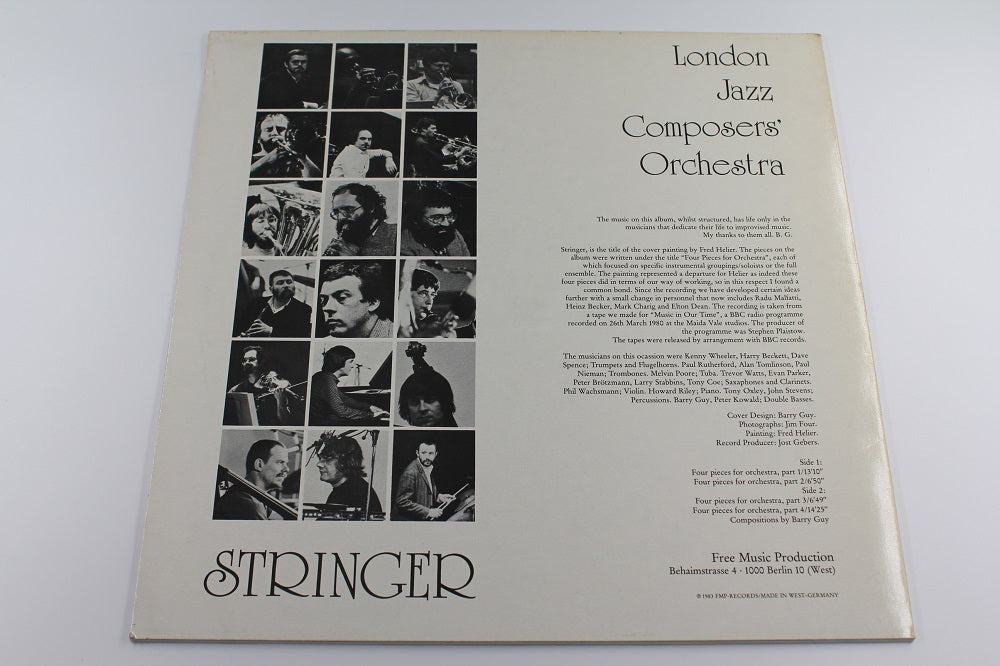 London
Jazz
Composers'
Orchestra
The music on this album, whilst structured, has life only in the
musicians that dedicate their life to improvised music.
My thanks to them all. B. G.
Stringer, is the title of the cover painting by Fred Helier. The pieces on the
album were written under the title "Four Pieces for Orchestra", each of
which focused on specific instrumental groupings/soloists or the full
ensemble. The painting represented a departure for Helier as indeed these
four pieces did in terms of our way of working, so in this respect I found a
common bond. Since the recording we have developed certain ideas
further with a small change in personnel that now includes Radu Malfatti,
Heinz Becker, Mark Charig and Elton Dean. The recording is taken from
a tape we made for "Music in Our Time", a BBC radio programme
recorded on 26th March 1980 at the Maida Vale studios. The producer of
the programme was Stephen Plaistow.
The tapes were released by arrangement with BBC records.
The musicians on this ocassion were Kenny Wheeler, Harry Beckett, Dave
Spence; Trumpets and Flugelhorns. Paul Rutherford, Alan Tomlinson, Paul
Nieman; Trombones. Melvin Poore; Tuba. Trevor Watts, Evan Parker,
Peter Brötzmann, Larry Stabbins, Tony Coe; Saxaphones and Clarinets.
Phil Wachsmann; Violin. Howard Riley; Piano. Tony Oxley, John Stevens;
Percussions. Barry Guy, Peter Kowald; Double Basses.
Cover Design: Barry Guy.
Photographs: Jim Four.
Painting: Fred Helier.
Record Producer: Jost Gebers.
Side 1:
Four pieces for orchestra, part 1/13'10"
Four pieces for orchestra, part 2/6'50"
Side 2:
Four pieces for orchestra, part 3/6'49"
Four pieces for orchestra, part 4/14'25"
Compositions by Barry Guy
STRINGER
Free Music Production
Behaimstrasse 4 · 1000 Berlin 10 (West)
℗ 1983 FMP-RECORDS/MADE IN WEST-GERMANY